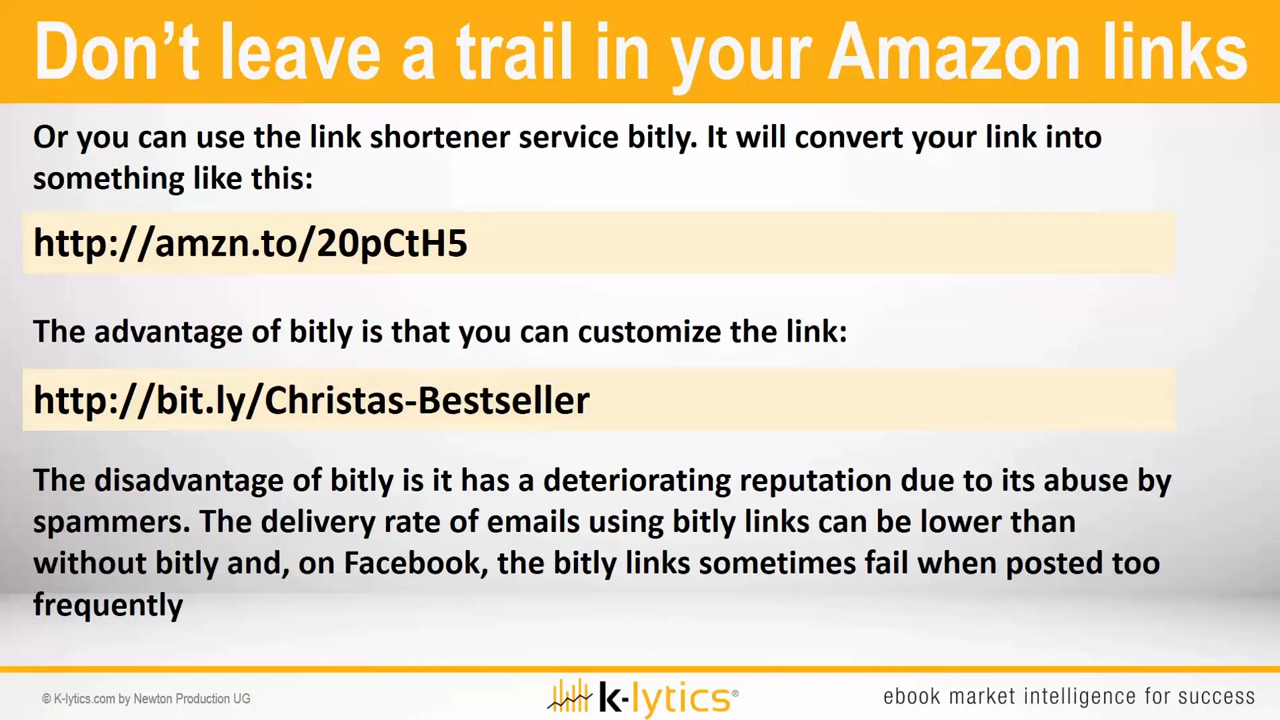 Don’t leave a trail in your Amazon links
Or you can use the link shortener service bitly. It will convert your link into
something like this:
http://amzn.to/20pCtH5
The advantage of bitly is that you can customize the link:
http://bit.ly/Christas-Bestseller
The disadvantage of bitly is it has a deteriorating reputation due to its abuse by
spammers. The delivery rate of emails using bitly links can be lower than
without bitly and, on Facebook, the bitly links sometimes fail when posted too
frequently
© K-lytics.com by Newton Production UG
k-lytics®
ebook market intelligence for success